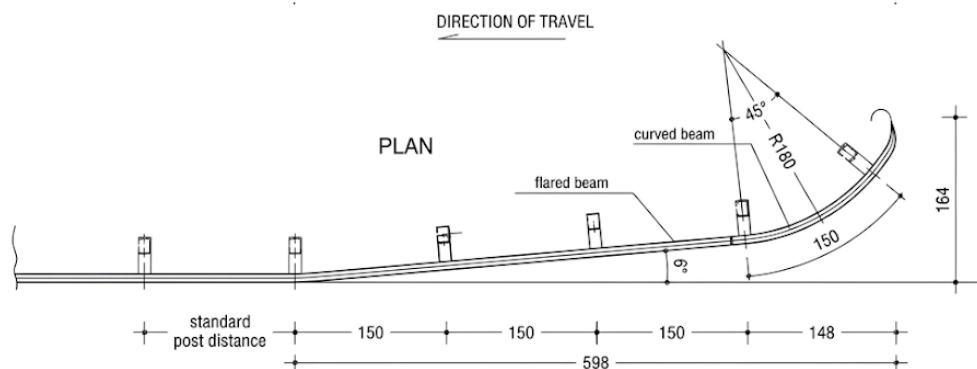 DIRECTION OF TRAVEL
45°
R180
curved beam
PLAN
flared beam
164
150
6°
standard
post distance
150
150
150
148
598